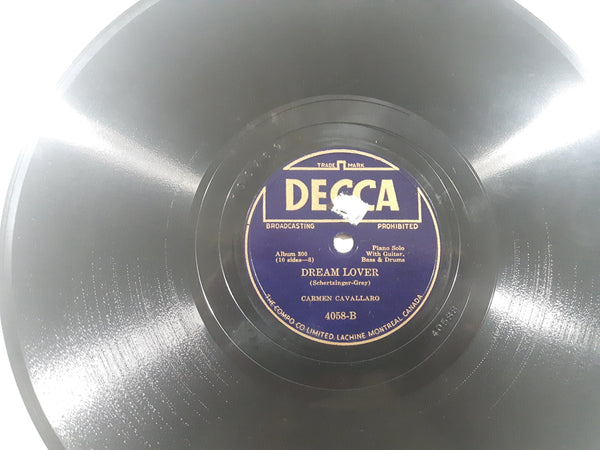 TRADE MARK
DECCA
BROADCASTING PROHIBITED
Album 300
(10 sides—8)
Piano Solo
With Guitar,
Bass & Drums
DREAM LOVER
(Schertzinger-Grey)
CARMEN CAVALLARO
4058-B
THE COMPO CO. LIMITED, LACHINE, MONTREAL, CANADA